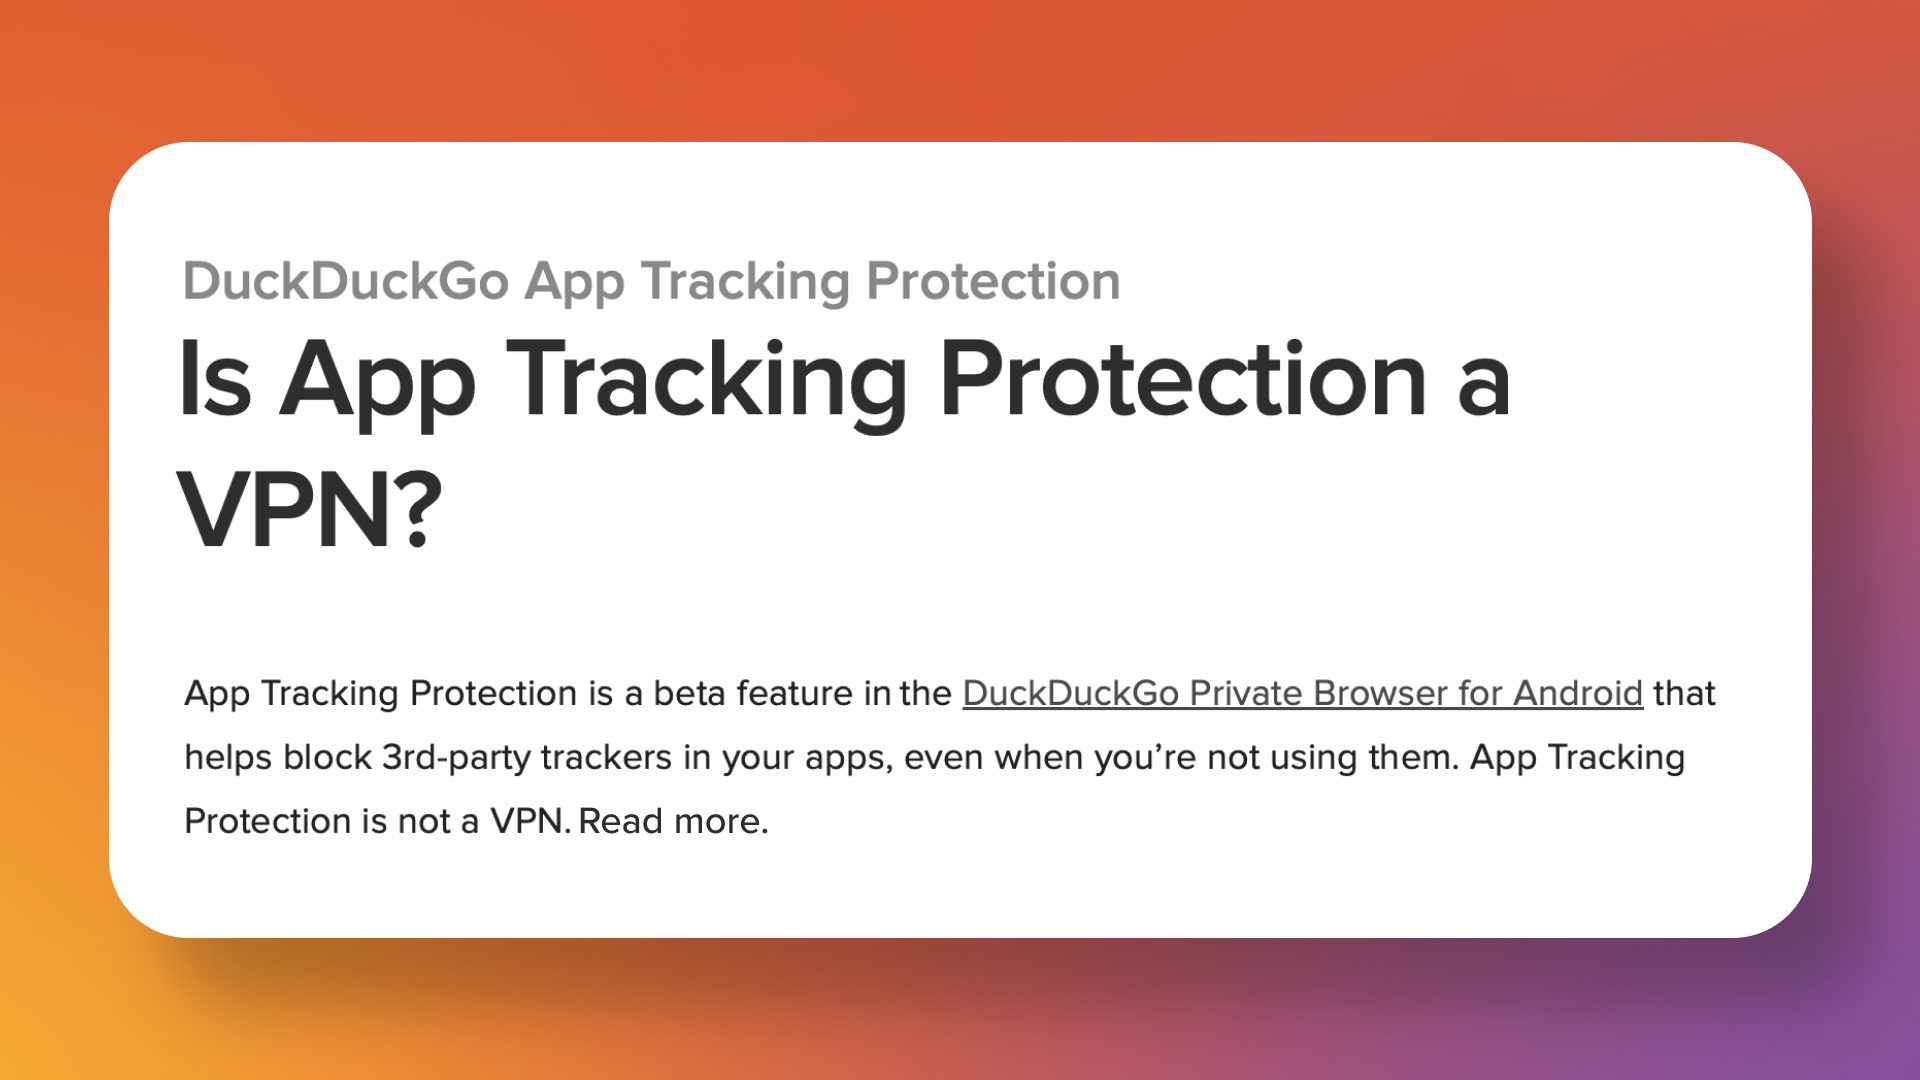 DuckDuckGo App Tracking Protection
Is App Tracking Protection a
VPN?
App Tracking Protection is a beta feature in the DuckDuckGo Private Browser for Android that
helps block 3rd-party trackers in your apps, even when you’re not using them. App Tracking
Protection is not a VPN. Read more.